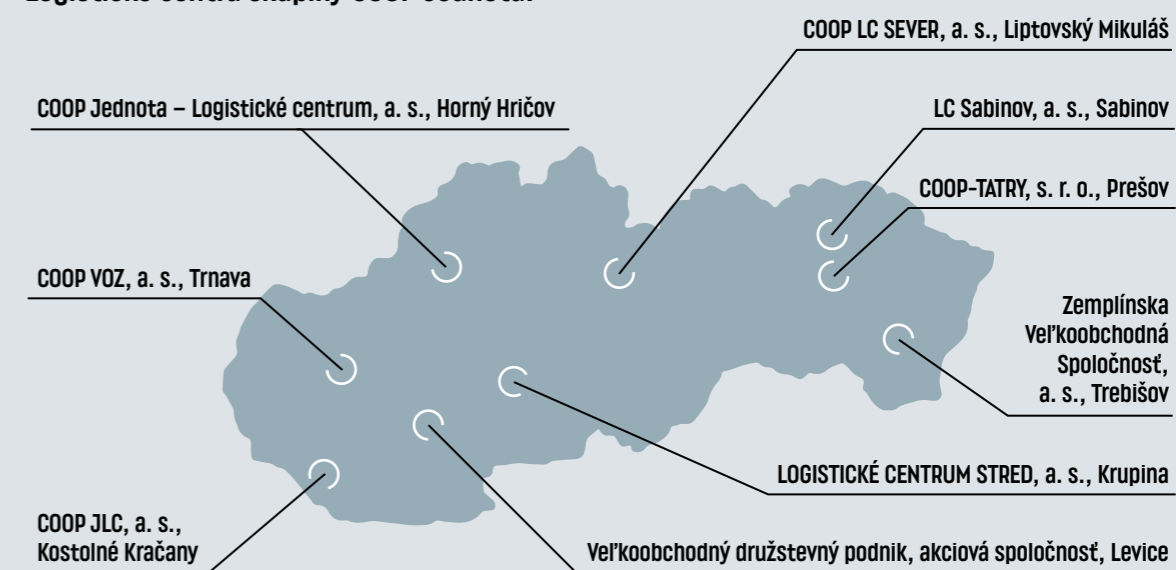 COOP LC SEVER, a. s., Liptovský Mikuláš
COOP Jednota – Logistické centrum, a. s., Horný Hričov
LC Sabinov, a. s., Sabinov
COOP-TATRY, s. r. o., Prešov
COOP VOZ, a. s., Trnava
Zemplínska
Veľkoobchodná
Spoločnosť,
a. s., Trebišov
LOGISTICKÉ CENTRUM STRED, a. s., Krupina
COOP JLC, a. s.,
Kostolné Kračany
Veľkoobchodný družstevný podnik, akciová spoločnosť, Levice